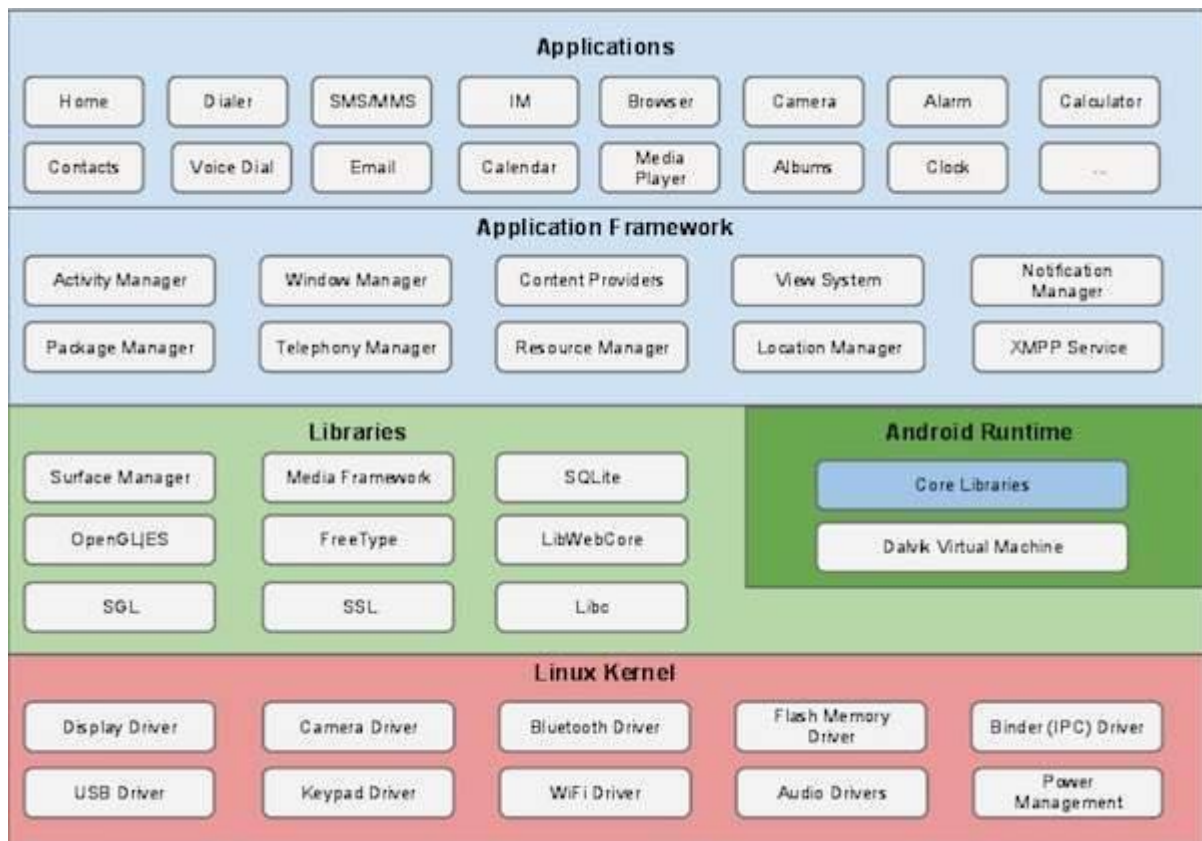 Applications
Home
Dialer
SMS/MMS
IM
Browser
Camera
Alarm
Calculator
Contacts
Voice Dial
Email
Calendar
Media
Player
Albums
Clock
...
Application Framework
Activity Manager
Window Manager
Content Providers
View System
Notification
Manager
Package Manager
Telephony Manager
Resource Manager
Location Manager
XMPP Service
Libraries
Surface Manager
Media Framework
SQLite
OpenGL|ES
FreeType
LibWebCore
SGL
SSL
Libc
Android Runtime
Core Libraries
Dalvik Virtual Machine
Linux Kernel
Display Driver
Camera Driver
Bluetooth Driver
Flash Memory
Driver
Binder (IPC) Driver
USB Driver
Keypad Driver
WiFi Driver
Audio Drivers
Power
Management